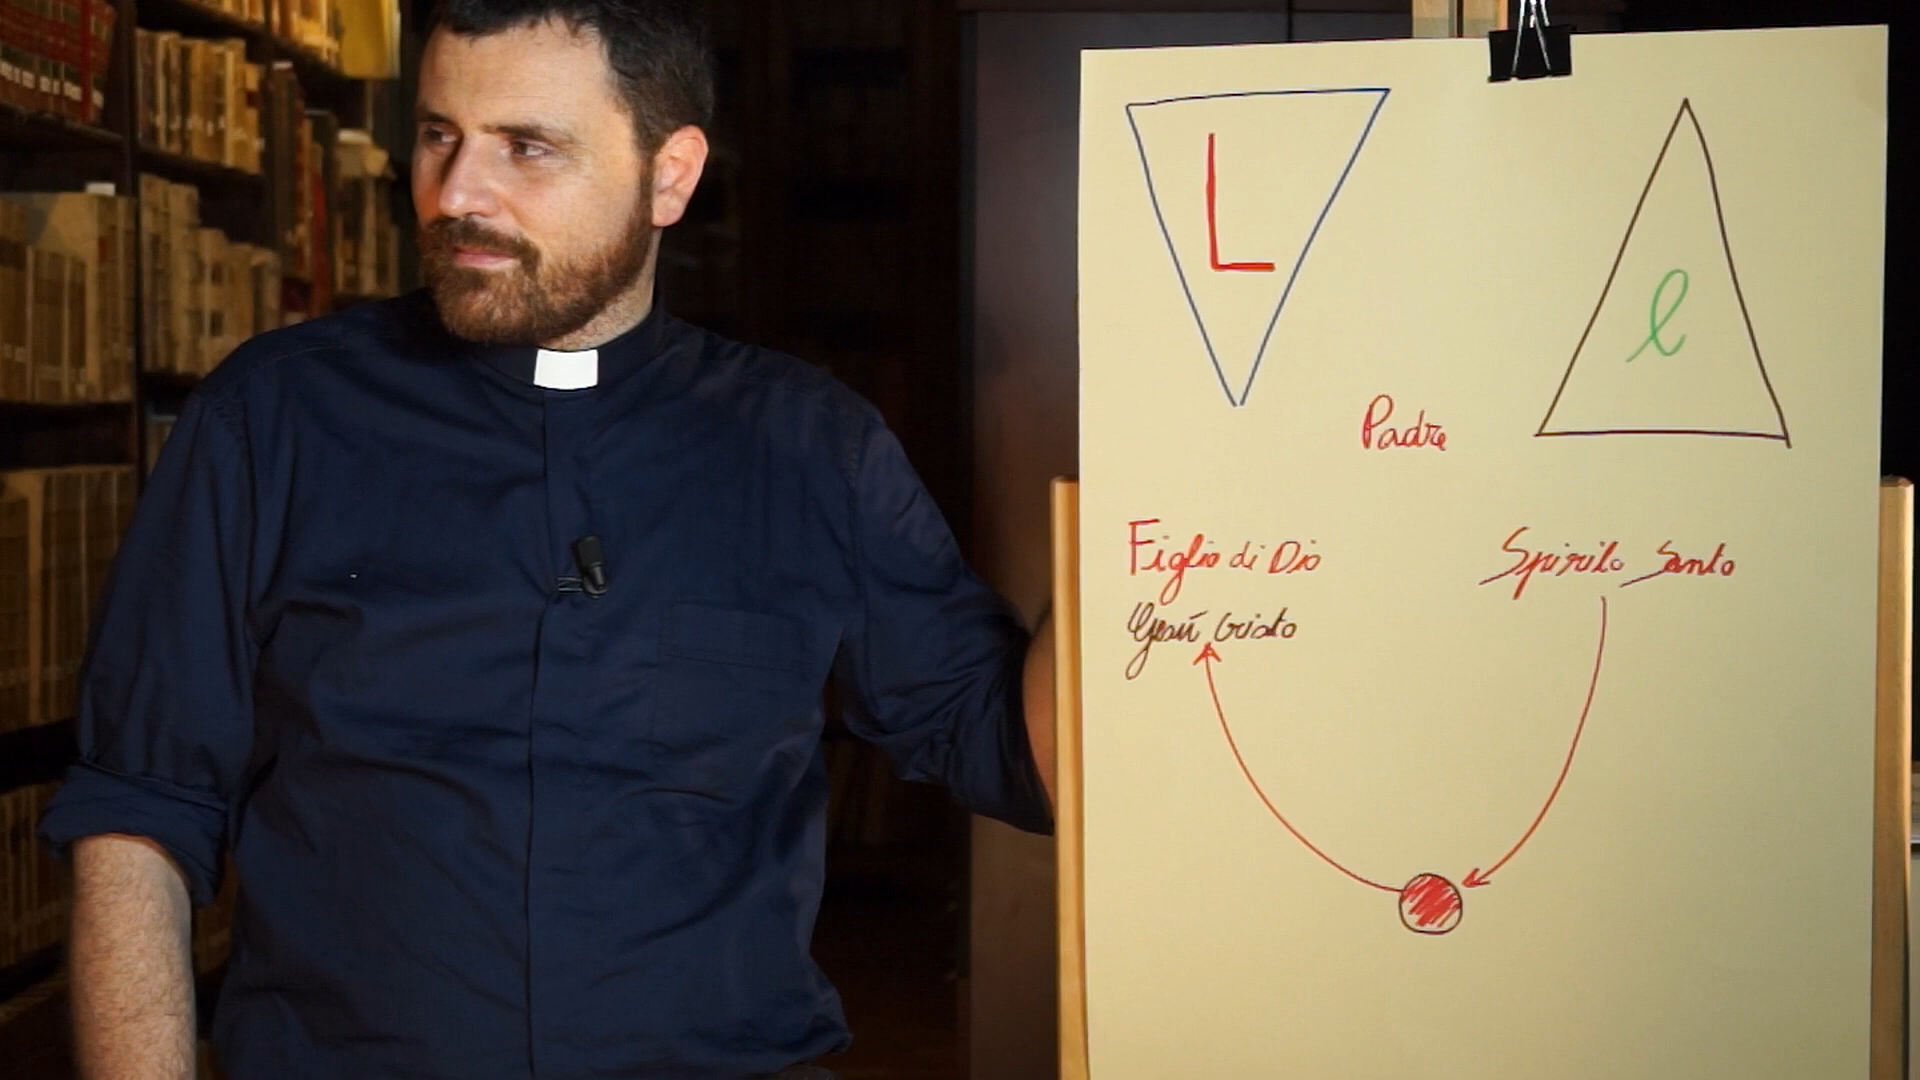 L
l
Padre
Figlio di Dio
Spirito Santo
Gesù Cristo